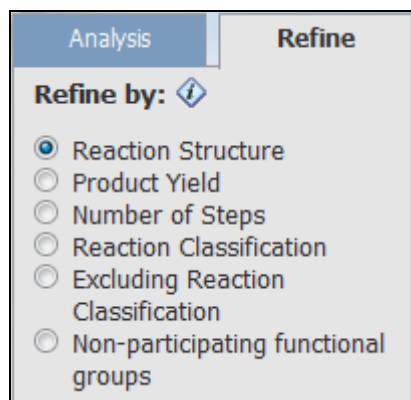 Analysis
Refine
Refine by:
Reaction Structure
Product Yield
Number of Steps
Reaction Classification
Excluding Reaction
Classification
Non-participating functional
groups